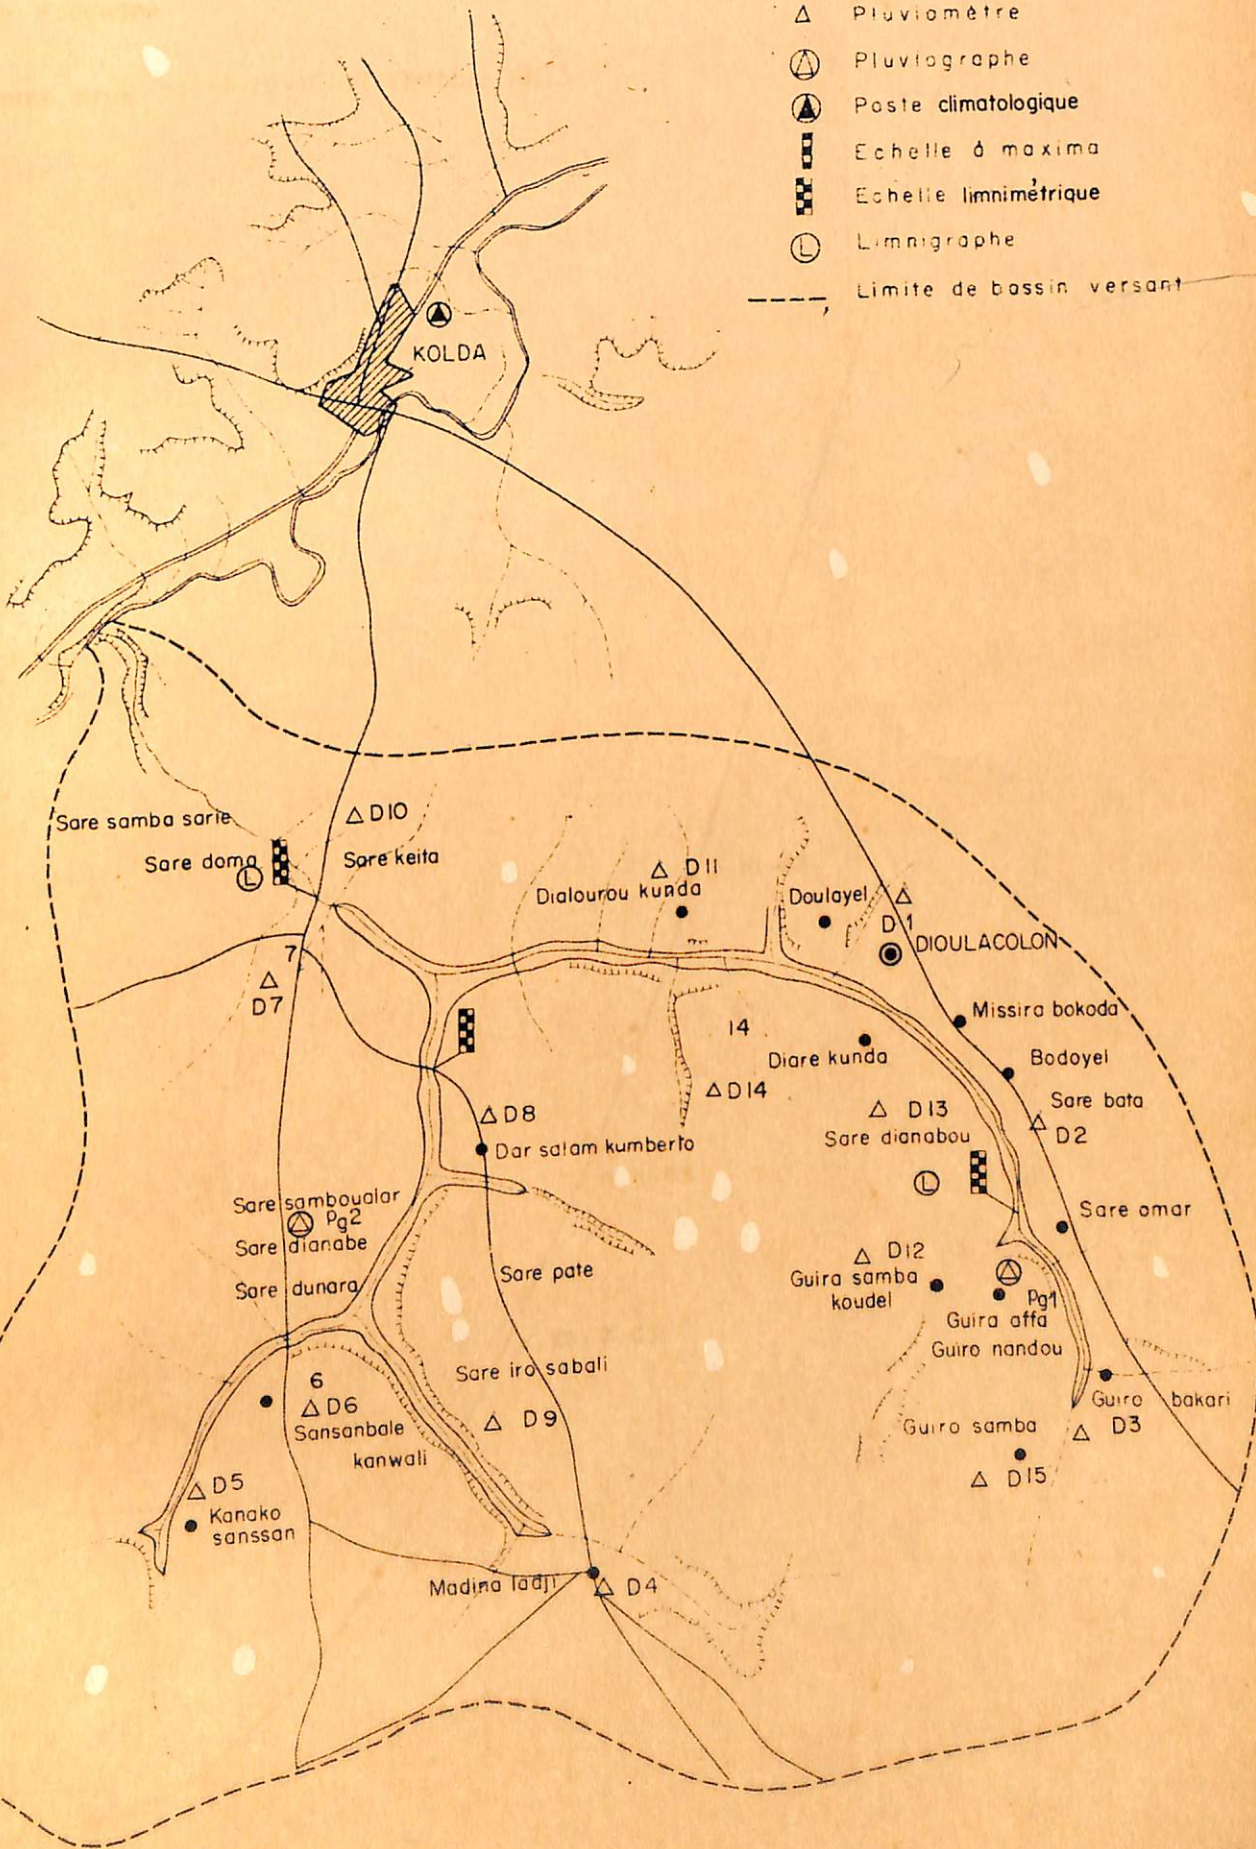 Pluviomètre
Pluviographe
Poste climatologique
Echelle à maxima
Echelle limnimétrique
L Limnigraphe
Limite de bassin versant
KOLDA
Sare samba sarie
D10
Sare doma
L
Sare keita
D11
Dialourou kunda
Doulayel
D1
DIOULACOLON
7
D7
Missira bokoda
14
Diare kunda
Bodoyel
D14
D8
D13
Sare bata
D2
Sare dianabou
Dar salam kumberto
L
Sare samboualar
Pg2
Sare omar
Sare dianabe
D12
Sare pate
Guira samba
koudel
Sare dunara
Pg1
Guira affa
Guiro nandou
Sare iro sabali
6
D6
Guiro bakari
D9
Sansanbale
kanwali
Guiro samba
D3
D5
D15
Kanako
sanssan
Madina ladji
D4